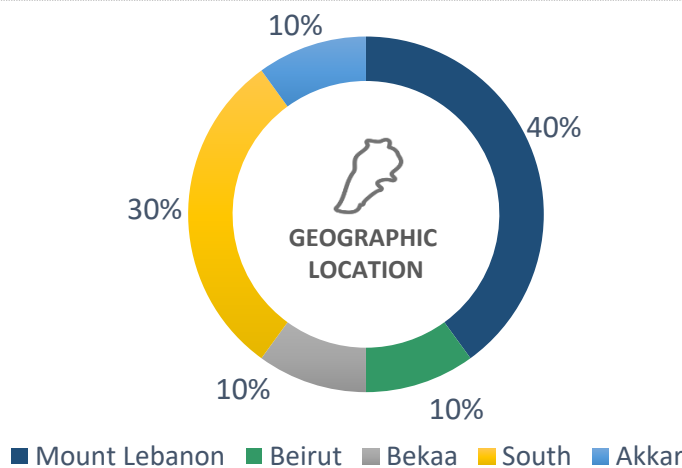 10%
40%
30%
GEOGRAPHIC
LOCATION
10%
10%
Mount Lebanon Beirut Bekaa South Akkar